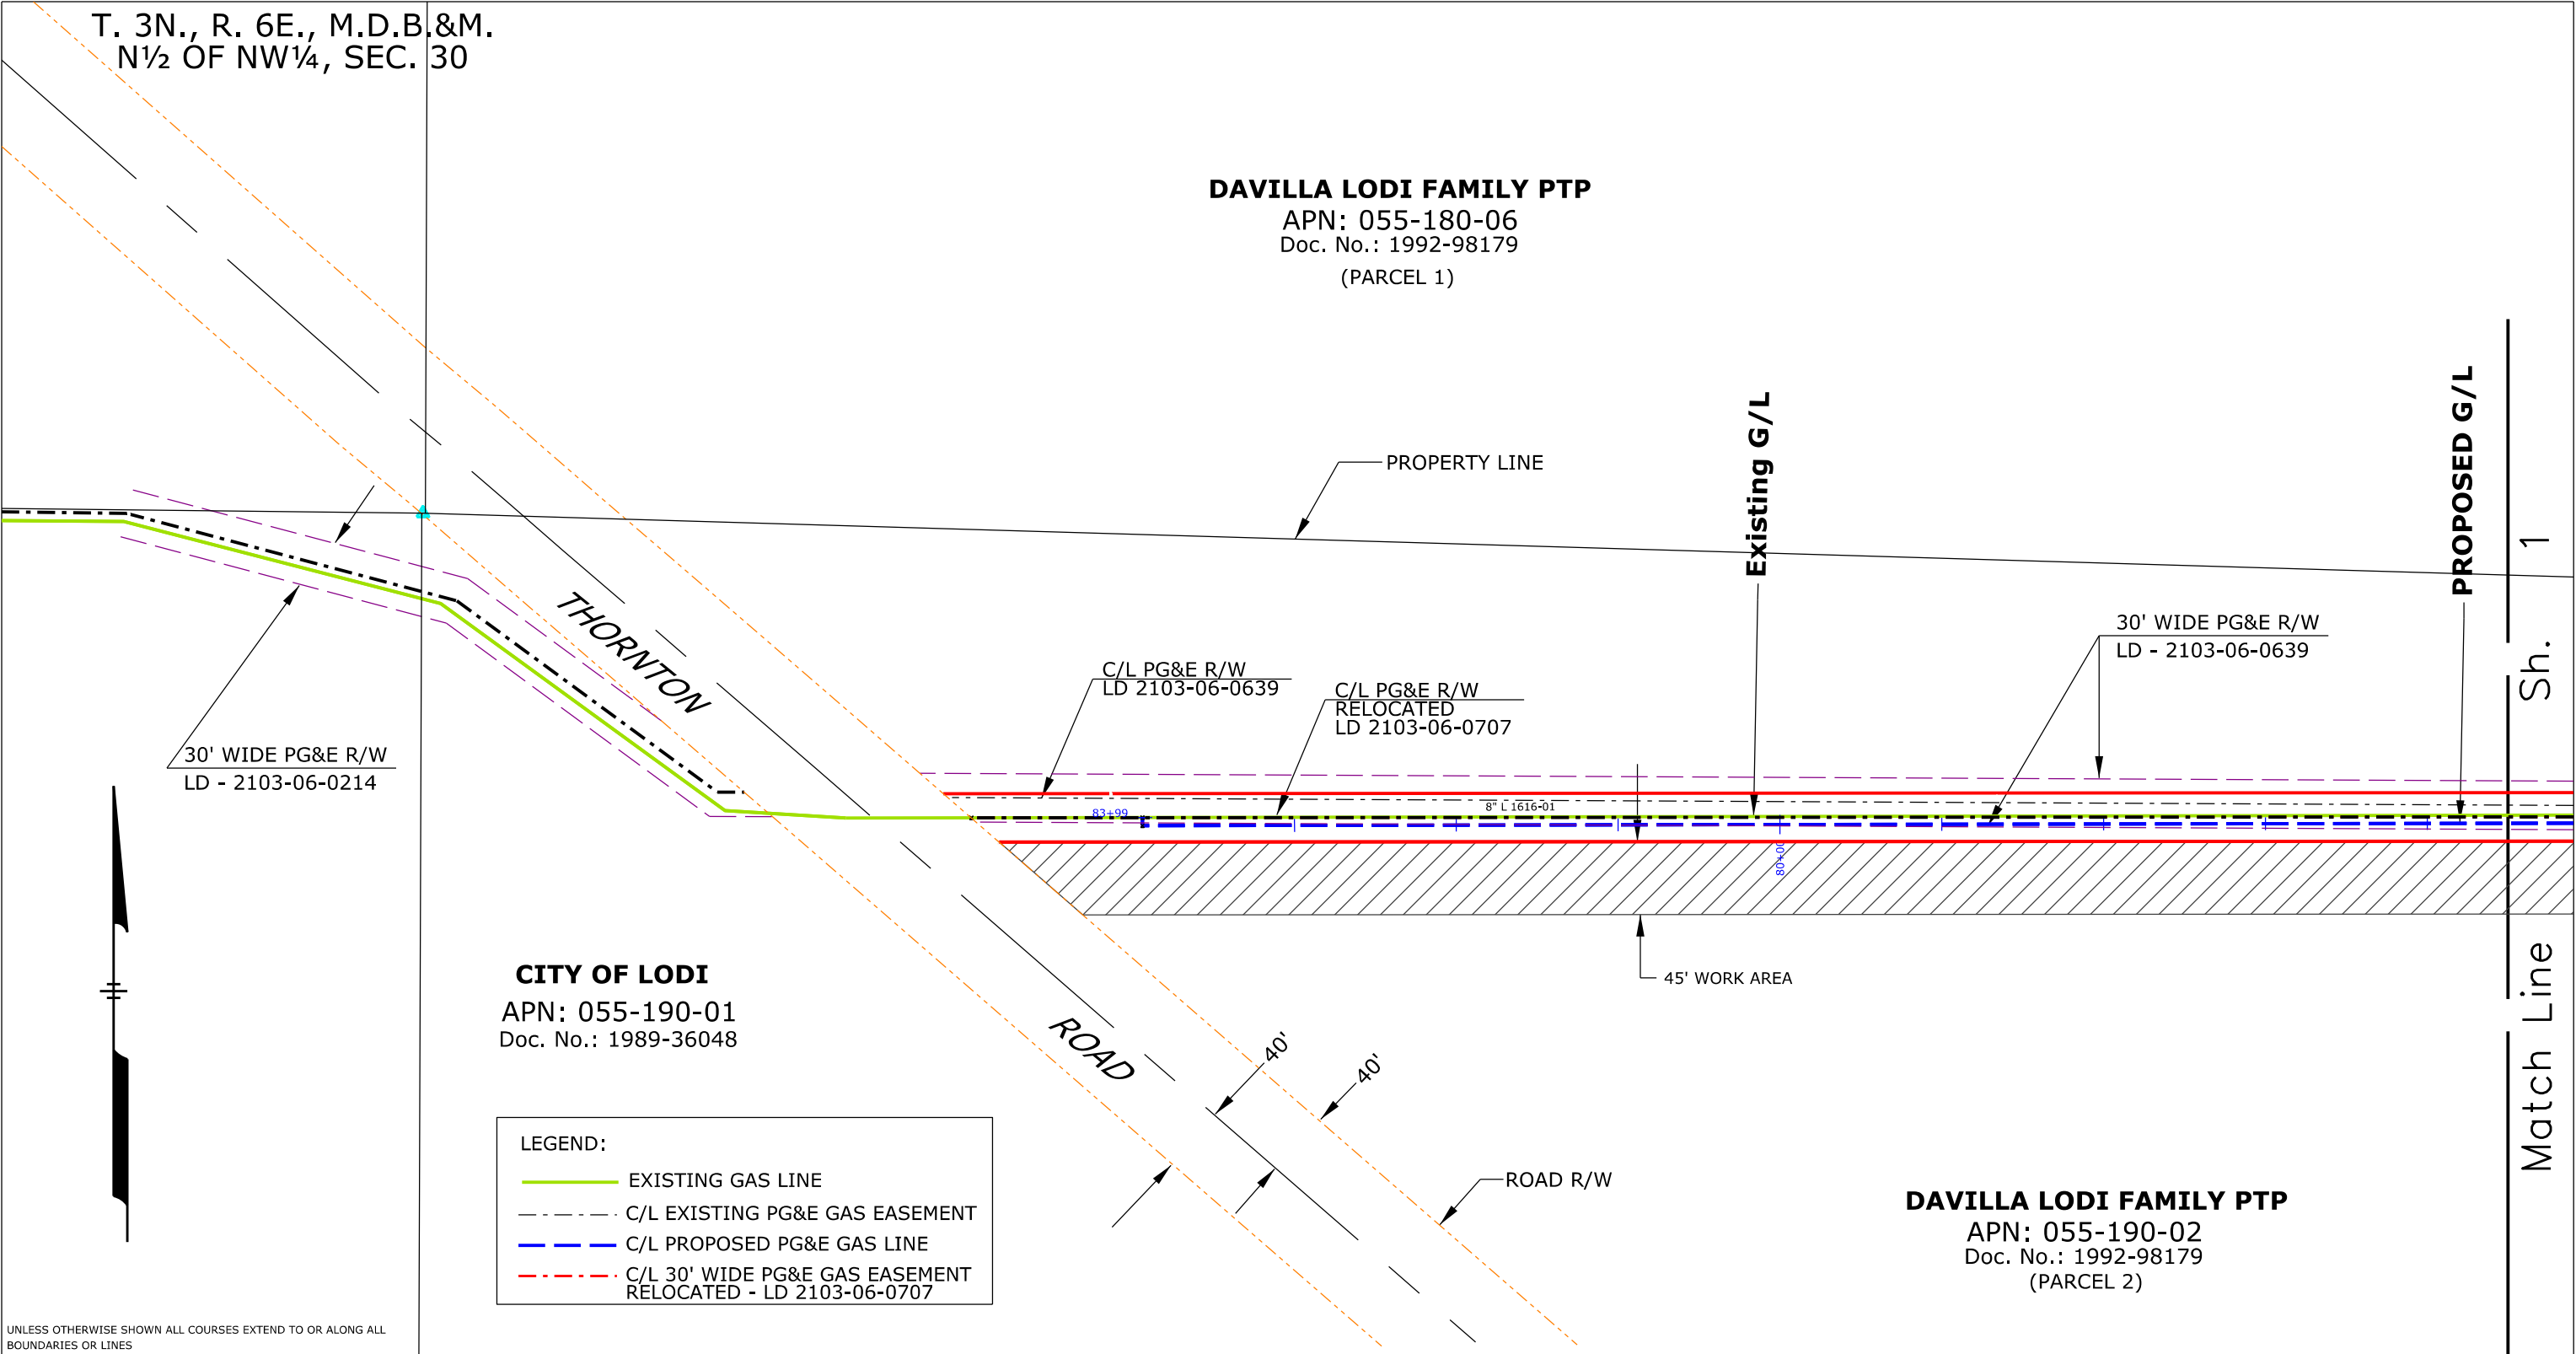 T. 3N., R. 6E., M.D.B.&M.
N½ OF NW¼, SEC. 30
DAVILLA LODI FAMILY PTP
APN: 055-180-06
Doc. No.: 1992-98179
(PARCEL 1)
PROPERTY LINE
Existing G/L
PROPOSED G/L
Match Line Sh. 1
THORNTON
ROAD
30' WIDE PG&E R/W
LD - 2103-06-0639
C/L PG&E R/W
LD 2103-06-0639
C/L PG&E R/W
RELOCATED
LD 2103-06-0707
30' WIDE PG&E R/W
LD - 2103-06-0214
83+99
8" L 1616-01
80+00
45' WORK AREA
CITY OF LODI
APN: 055-190-01
Doc. No.: 1989-36048
40'
40'
ROAD R/W
LEGEND:
EXISTING GAS LINE
C/L EXISTING PG&E GAS EASEMENT
C/L PROPOSED PG&E GAS LINE
C/L 30' WIDE PG&E GAS EASEMENT
RELOCATED - LD 2103-06-0707
DAVILLA LODI FAMILY PTP
APN: 055-190-02
Doc. No.: 1992-98179
(PARCEL 2)
UNLESS OTHERWISE SHOWN ALL COURSES EXTEND TO OR ALONG ALL
BOUNDARIES OR LINES